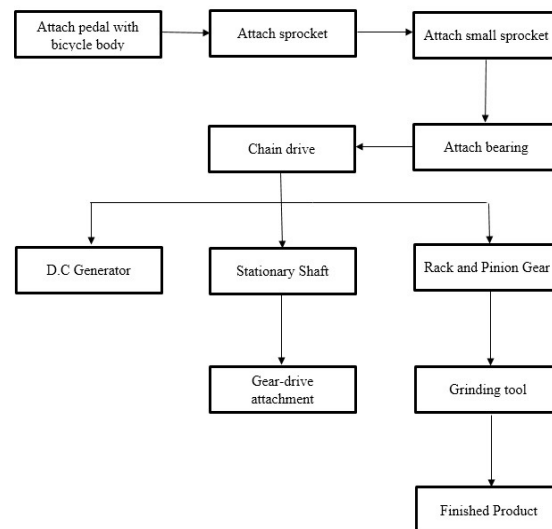 Attach pedal with
bicycle body
Attach sprocket
Attach small sprocket
Chain drive
Attach bearing
D.C Generator
Stationary Shaft
Rack and Pinion Gear
Gear-drive
attachment
Grinding tool
Finished Product